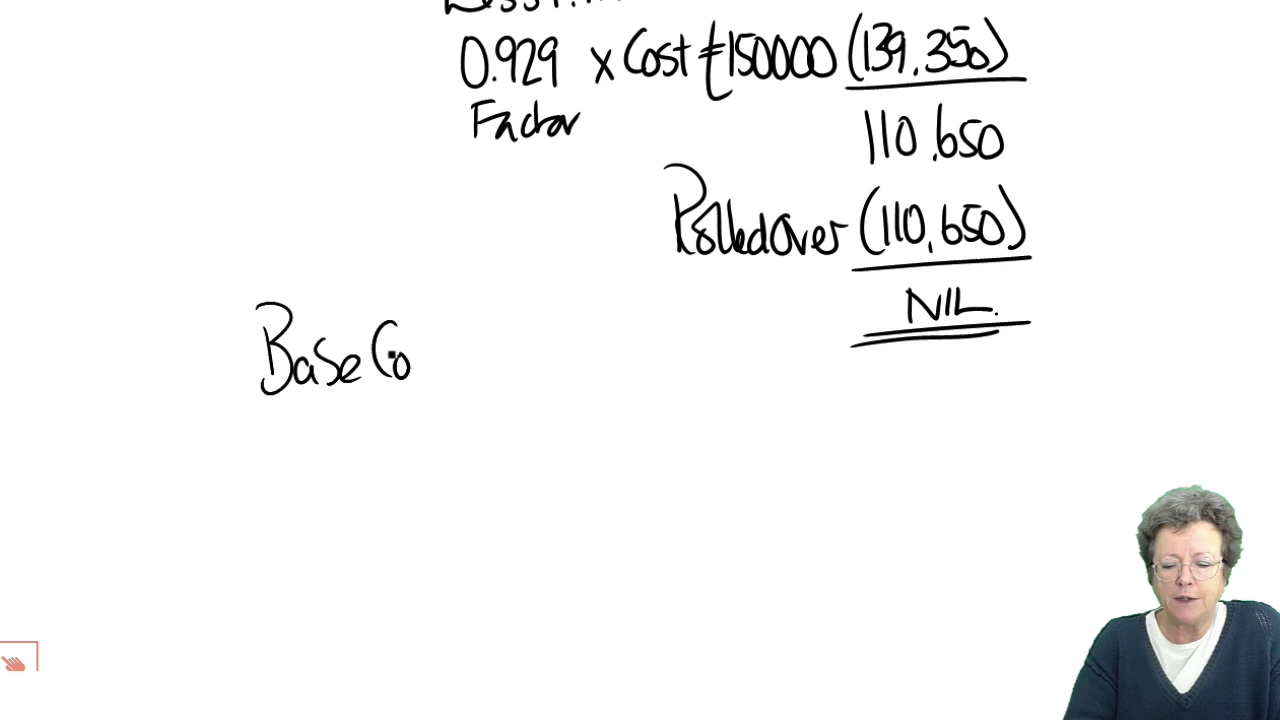 0.929 x Cost £150000 (139,350)
Factor 110,650
Rolledover (110,650)
NIL.
Base Co